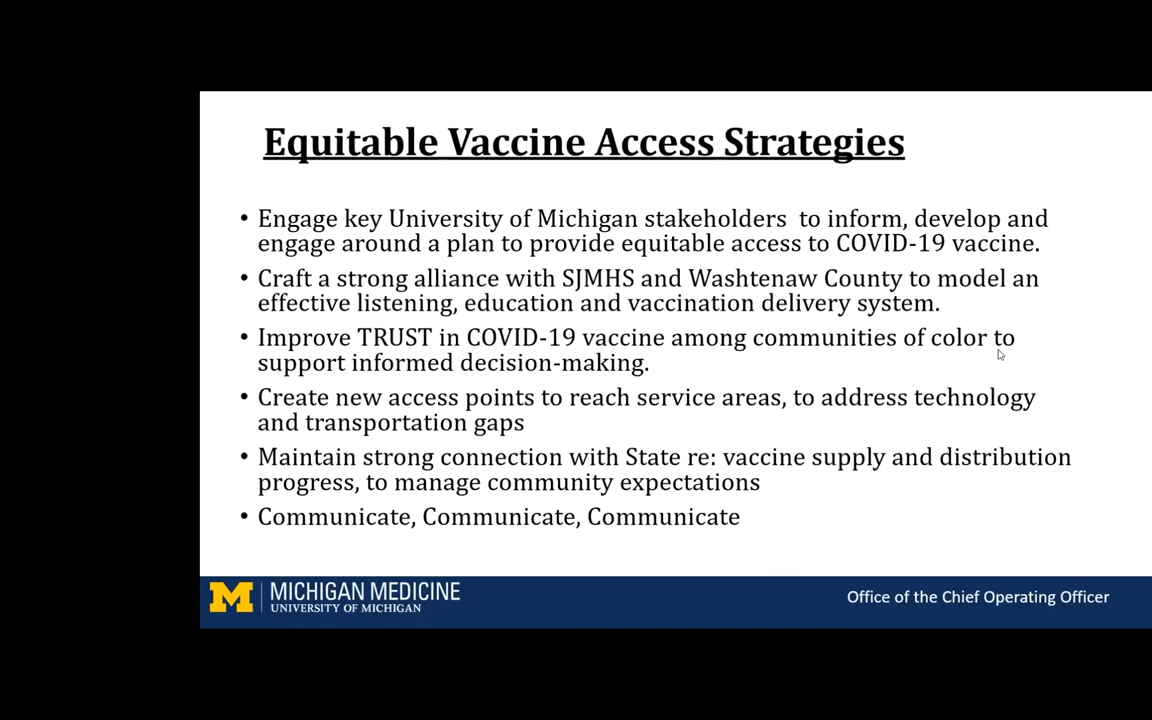 Equitable Vaccine Access Strategies
• Engage key University of Michigan stakeholders  to inform, develop and
engage around a plan to provide equitable access to COVID-19 vaccine.
• Craft a strong alliance with SJMHS and Washtenaw County to model an
effective listening, education and vaccination delivery system.
• Improve TRUST in COVID-19 vaccine among communities of color to
support informed decision-making.
• Create new access points to reach service areas, to address technology
and transportation gaps
• Maintain strong connection with State re: vaccine supply and distribution
progress, to manage community expectations
• Communicate, Communicate, Communicate
M MICHIGAN MEDICINE
UNIVERSITY OF MICHIGAN
Office of the Chief Operating Officer